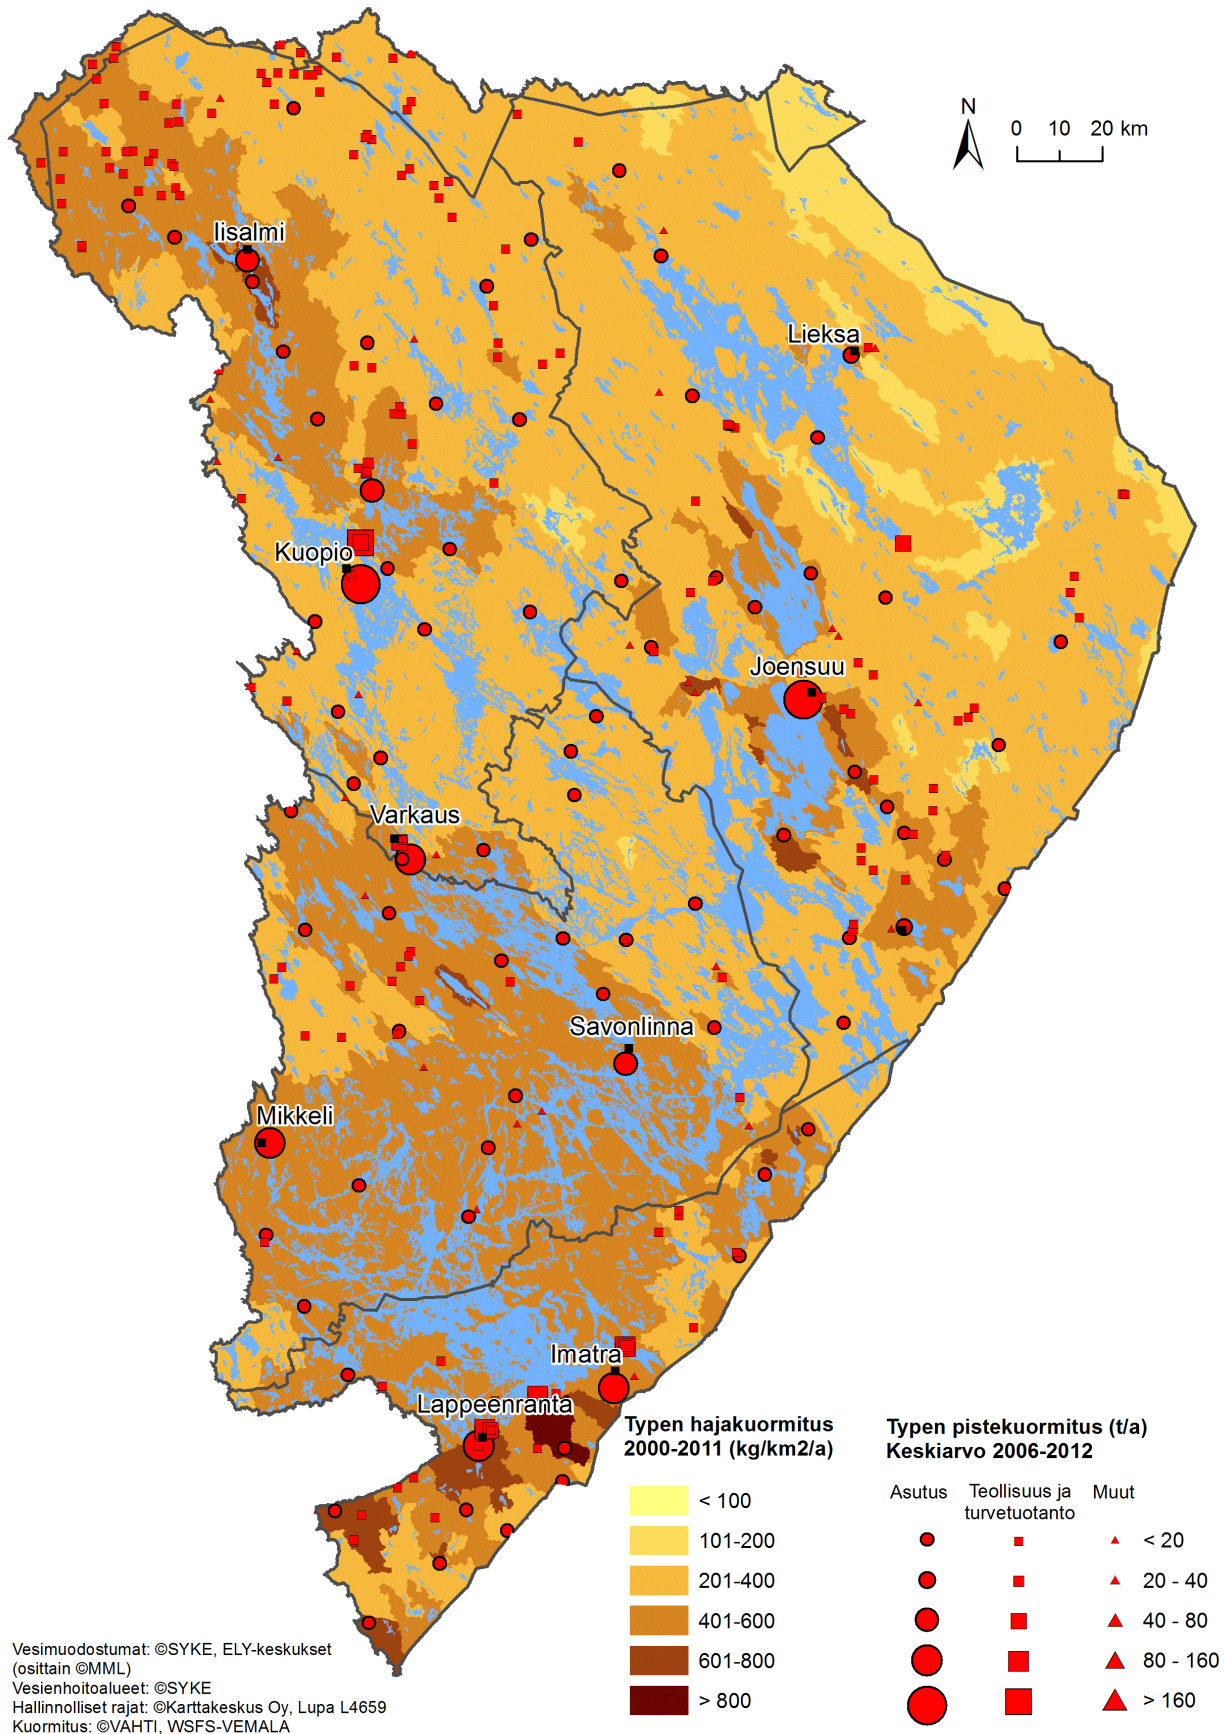 N
0 10 20 km
Iisalmi
Lieksa
Kuopio
Joensuu
Varkaus
Savonlinna
Mikkeli
Imatra
Lappeenranta
Typen hajakuormitus
2000-2011 (kg/km2/a)
< 100
101-200
201-400
401-600
601-800
> 800
Typen pistekuormitus (t/a)
Keskiarvo 2006-2012
Asutus
Teollisuus ja
turvetuotanto
Muut
< 20
20 - 40
40 - 80
80 - 160
> 160
Vesimuodostumat: ©SYKE, ELY-keskukset
(osittain ©MML)
Vesienhoitoalueet: ©SYKE
Hallinnolliset rajat: ©Karttakeskus Oy, Lupa L4659
Kuormitus: ©VAHTI, WSFS-VEMALA